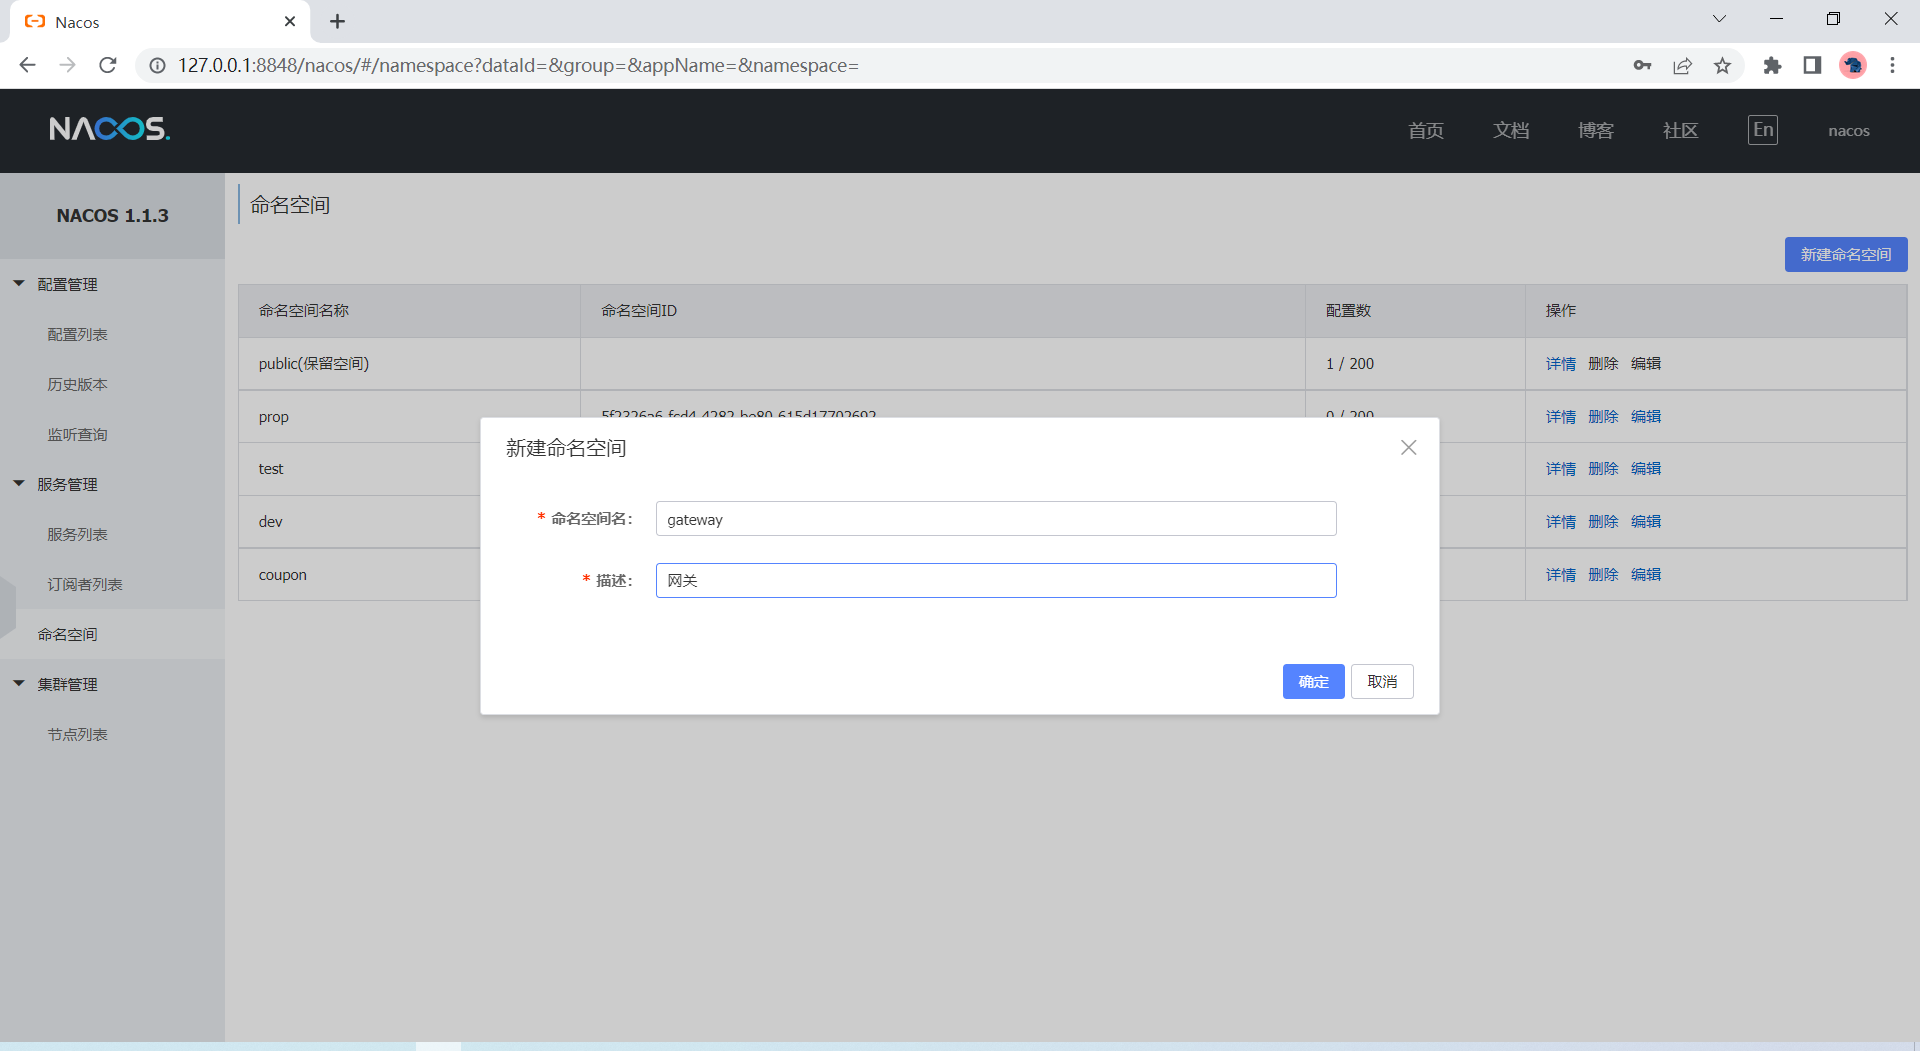 Nacos
127.0.0.1:8848/nacos/#/namespace?dataId=&group=&appName=&namespace=
NACOS.
首页 文档 博客 社区 En nacos
NACOS 1.1.3
配置管理
配置列表
历史版本
监听查询
服务管理
服务列表
订阅者列表
命名空间
集群管理
节点列表
命名空间
新建命名空间
命名空间名称 命名空间ID 配置数 操作
public(保留空间) 1 / 200 详情 删除 编辑
prop 0 / 200 详情 删除 编辑
test 详情 删除 编辑
dev 详情 删除 编辑
coupon 详情 删除 编辑
新建命名空间
* 命名空间名： gateway
* 描述： 网关
确定 取消